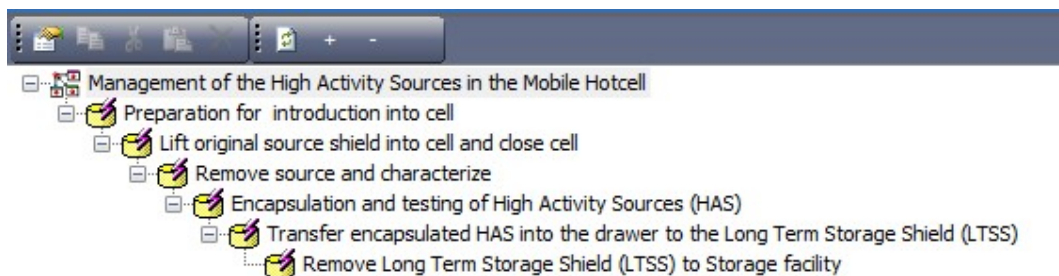 + -
Management of the High Activity Sources in the Mobile Hotcell
Preparation for introduction into cell
Lift original source shield into cell and close cell
Remove source and characterize
Encapsulation and testing of High Activity Sources (HAS)
Transfer encapsulated HAS into the drawer to the Long Term Storage Shield (LTSS)
Remove Long Term Storage Shield (LTSS) to Storage facility